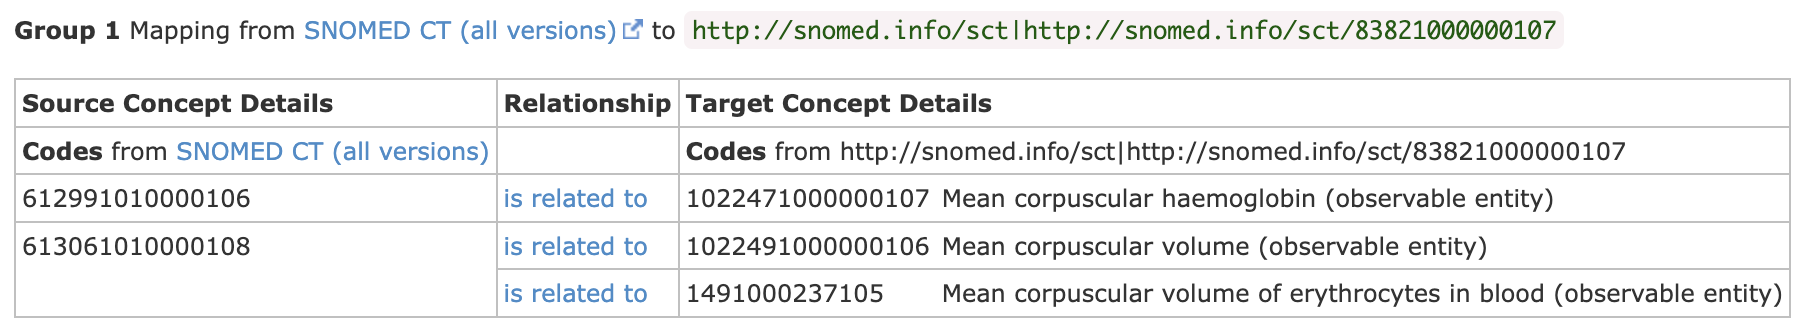 Group 1 Mapping from SNOMED CT (all versions) to http://snomed.info/sct|http://snomed.info/sct/83821000000107
Source Concept Details Relationship Target Concept Details
Codes from SNOMED CT (all versions) Codes from http://snomed.info/sct|http://snomed.info/sct/83821000000107
612991010000106 is related to 1022471000000107 Mean corpuscular haemoglobin (observable entity)
613061010000108 is related to 1022491000000106 Mean corpuscular volume (observable entity)
is related to 1491000237105 Mean corpuscular volume of erythrocytes in blood (observable entity)